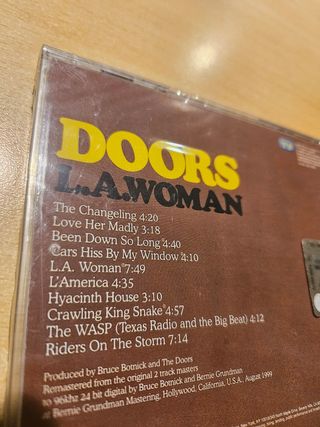 DOORS
L.A.WOMAN
The Changeling 4:20
Love Her Madly 3:18
Been Down So Long 4:40
Cars Hiss By My Window 4:10
L.A. Woman 7:49
L'America 4:35
Hyacinth House 3:10
Crawling King Snake 4:57
The WASP (Texas Radio and the Big Beat) 4:12
Riders On The Storm 7:14
Produced by Bruce Botnick and The Doors
Remastered from the original 2 track masters
to 96khz 24 bit digital by Bruce Botnick and Bernie Grundman
at Bernie Grundman Mastering, Hollywood, California, U.S.A., August 1999